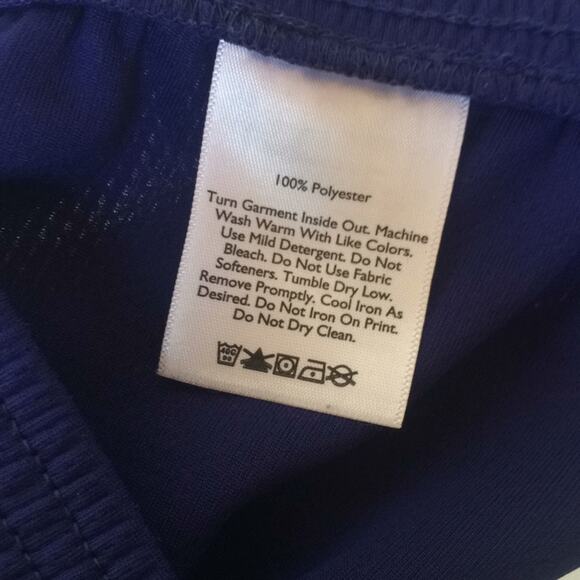 100% Polyester
Turn Garment Inside Out. Machine
Wash Warm With Like Colors.
Use Mild Detergent. Do Not
Bleach. Do Not Use Fabric
Softeners. Tumble Dry Low.
Remove Promptly. Cool Iron As
Desired. Do Not Iron On Print.
Do Not Dry Clean.